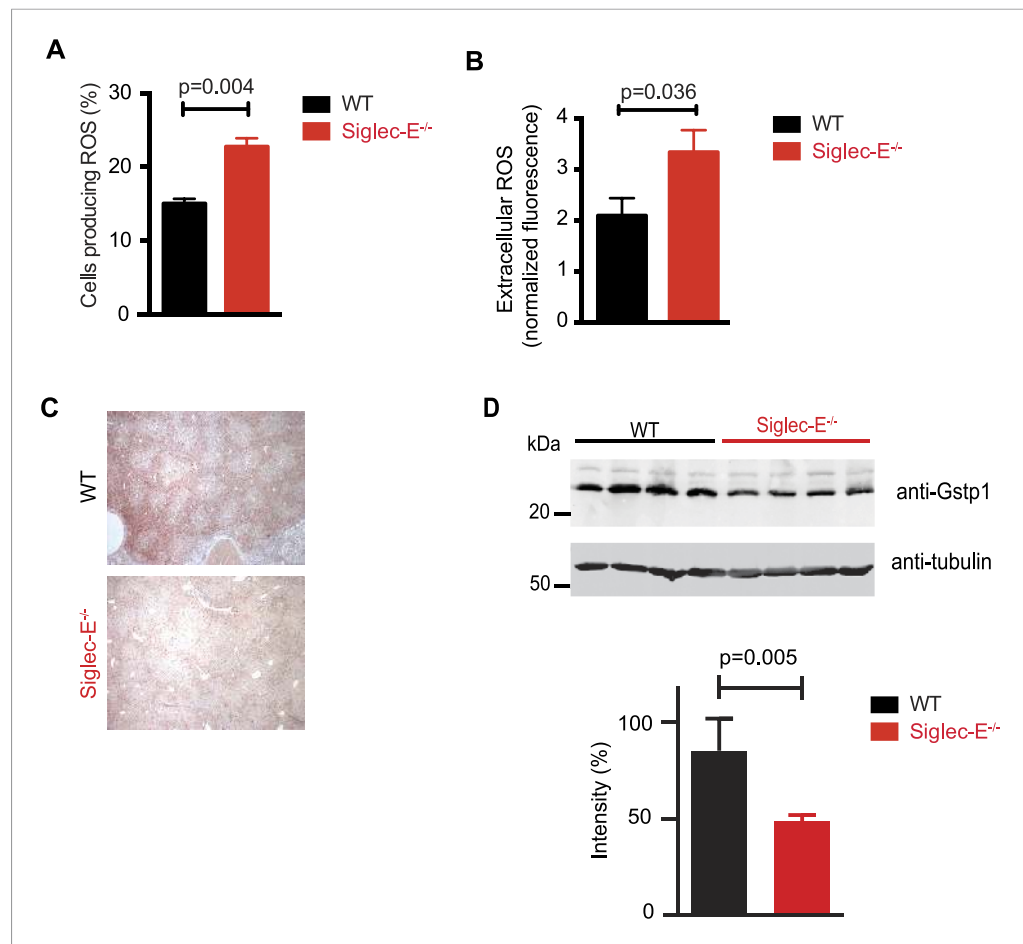 A
p=0.004
30
20
10
0
Cells producing ROS (%)
WT
Siglec-E-/-
B
p=0.036
4
3
2
1
0
Extracellular ROS
(normalized fluorescence)
WT
Siglec-E-/-
C
WT
Siglec-E-/-
D
WT
Siglec-E-/-
kDa
anti-Gstp1
20
anti-tubulin
50
p=0.005
100
50
0
Intensity (%)
WT
Siglec-E-/-